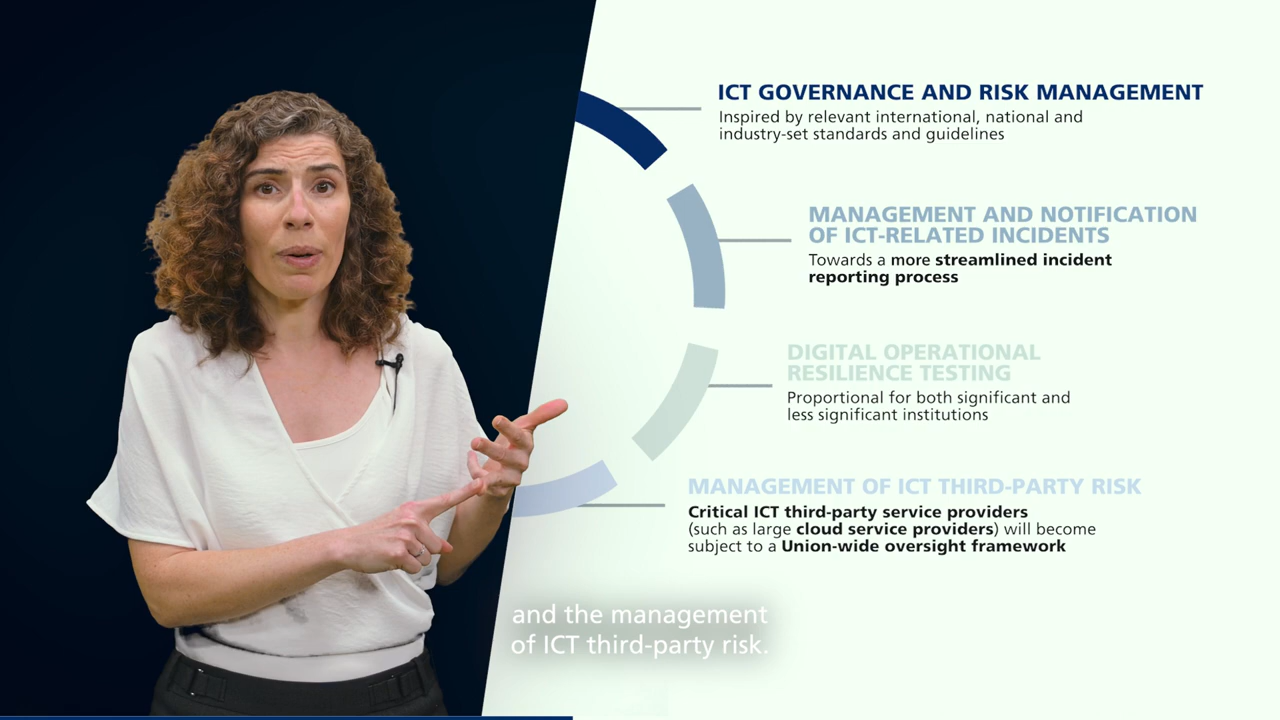 ICT GOVERNANCE AND RISK MANAGEMENT
Inspired by relevant international, national and
industry-set standards and guidelines
MANAGEMENT AND NOTIFICATION
OF ICT-RELATED INCIDENTS
Towards a more streamlined incident
reporting process
DIGITAL OPERATIONAL
RESILIENCE TESTING
Proportional for both significant and
less significant institutions
MANAGEMENT OF ICT THIRD-PARTY RISK
Critical ICT third-party service providers
(such as large cloud service providers) will become
subject to a Union-wide oversight framework
and the management
of ICT third-party risk.